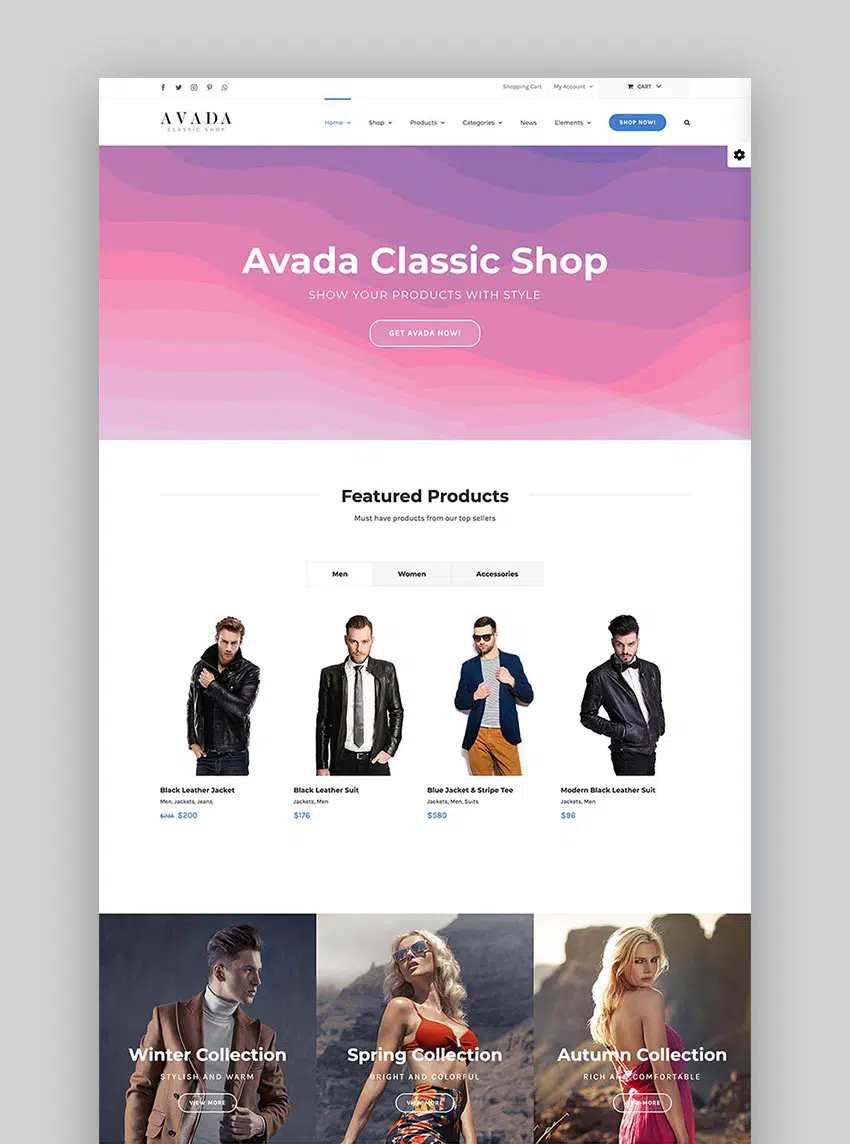 Shopping Cart My Account CART
AVADA
CLASSIC SHOP
Home Shop Products Categories News Elements SHOP NOW!
Avada Classic Shop
SHOW YOUR PRODUCTS WITH STYLE
GET AVADA NOW!
Featured Products
Must have products from our top sellers
Men Women Accessories
Black Leather Jacket
Men, Jackets, Jeans
$200
Black Leather Suit
Jackets, Men
$176
Blue Jacket & Stripe Tee
Jackets, Men, Suits
$580
Modern Black Leather Suit
Jackets, Men
$96
Winter Collection
STYLISH AND WARM
VIEW MORE
Spring Collection
BRIGHT AND COLORFUL
VIEW MORE
Autumn Collection
RICH AND COMFORTABLE
VIEW MORE